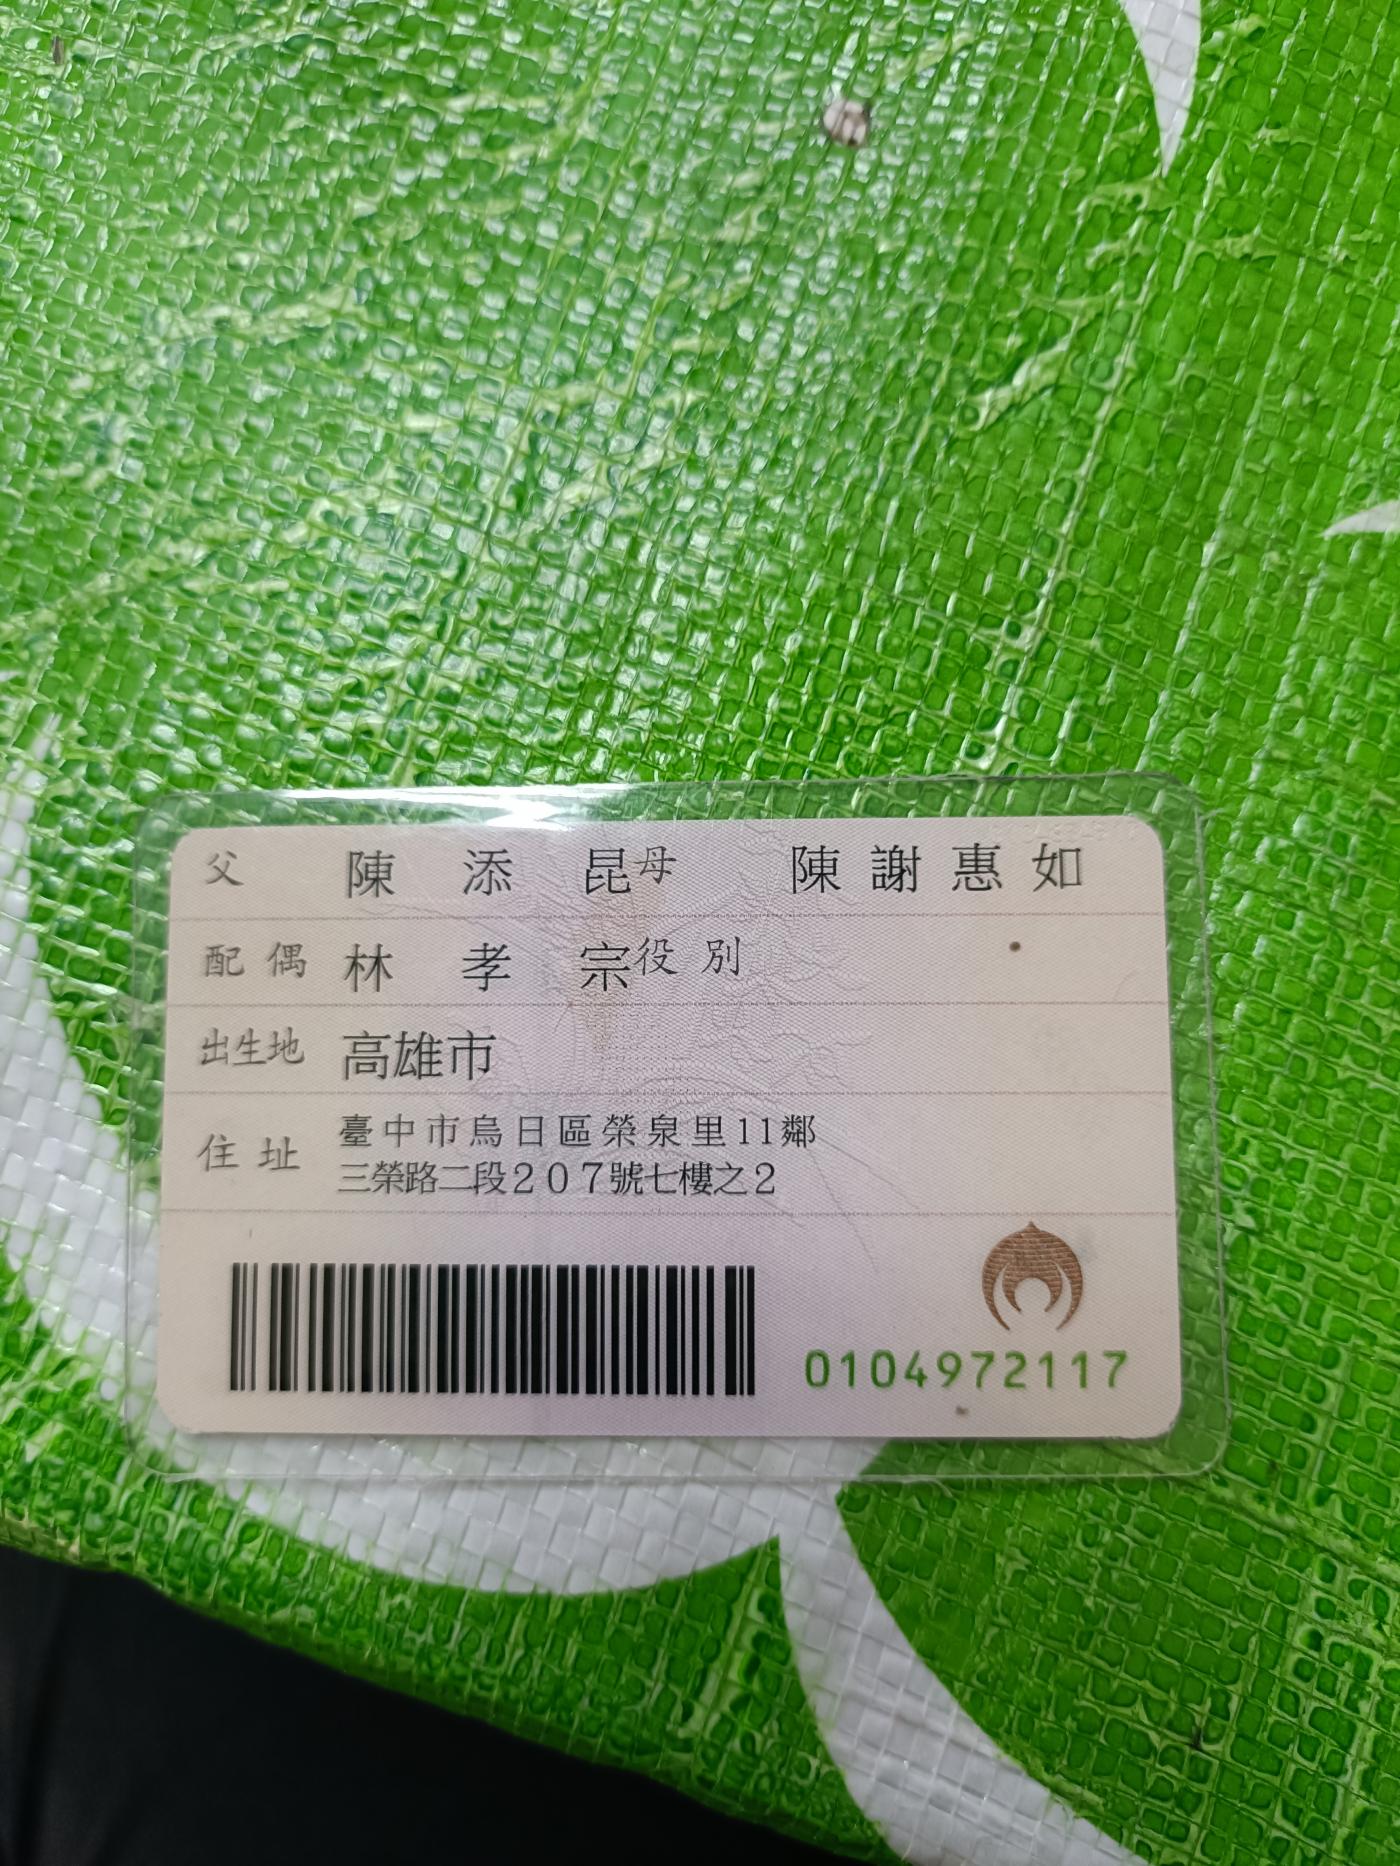 父 陳添昆 母 陳謝惠如
配偶 林孝宗 役別
出生地 高雄市
住址 臺中市烏日區榮泉里11鄰
三榮路二段207號七樓之2
0104972117